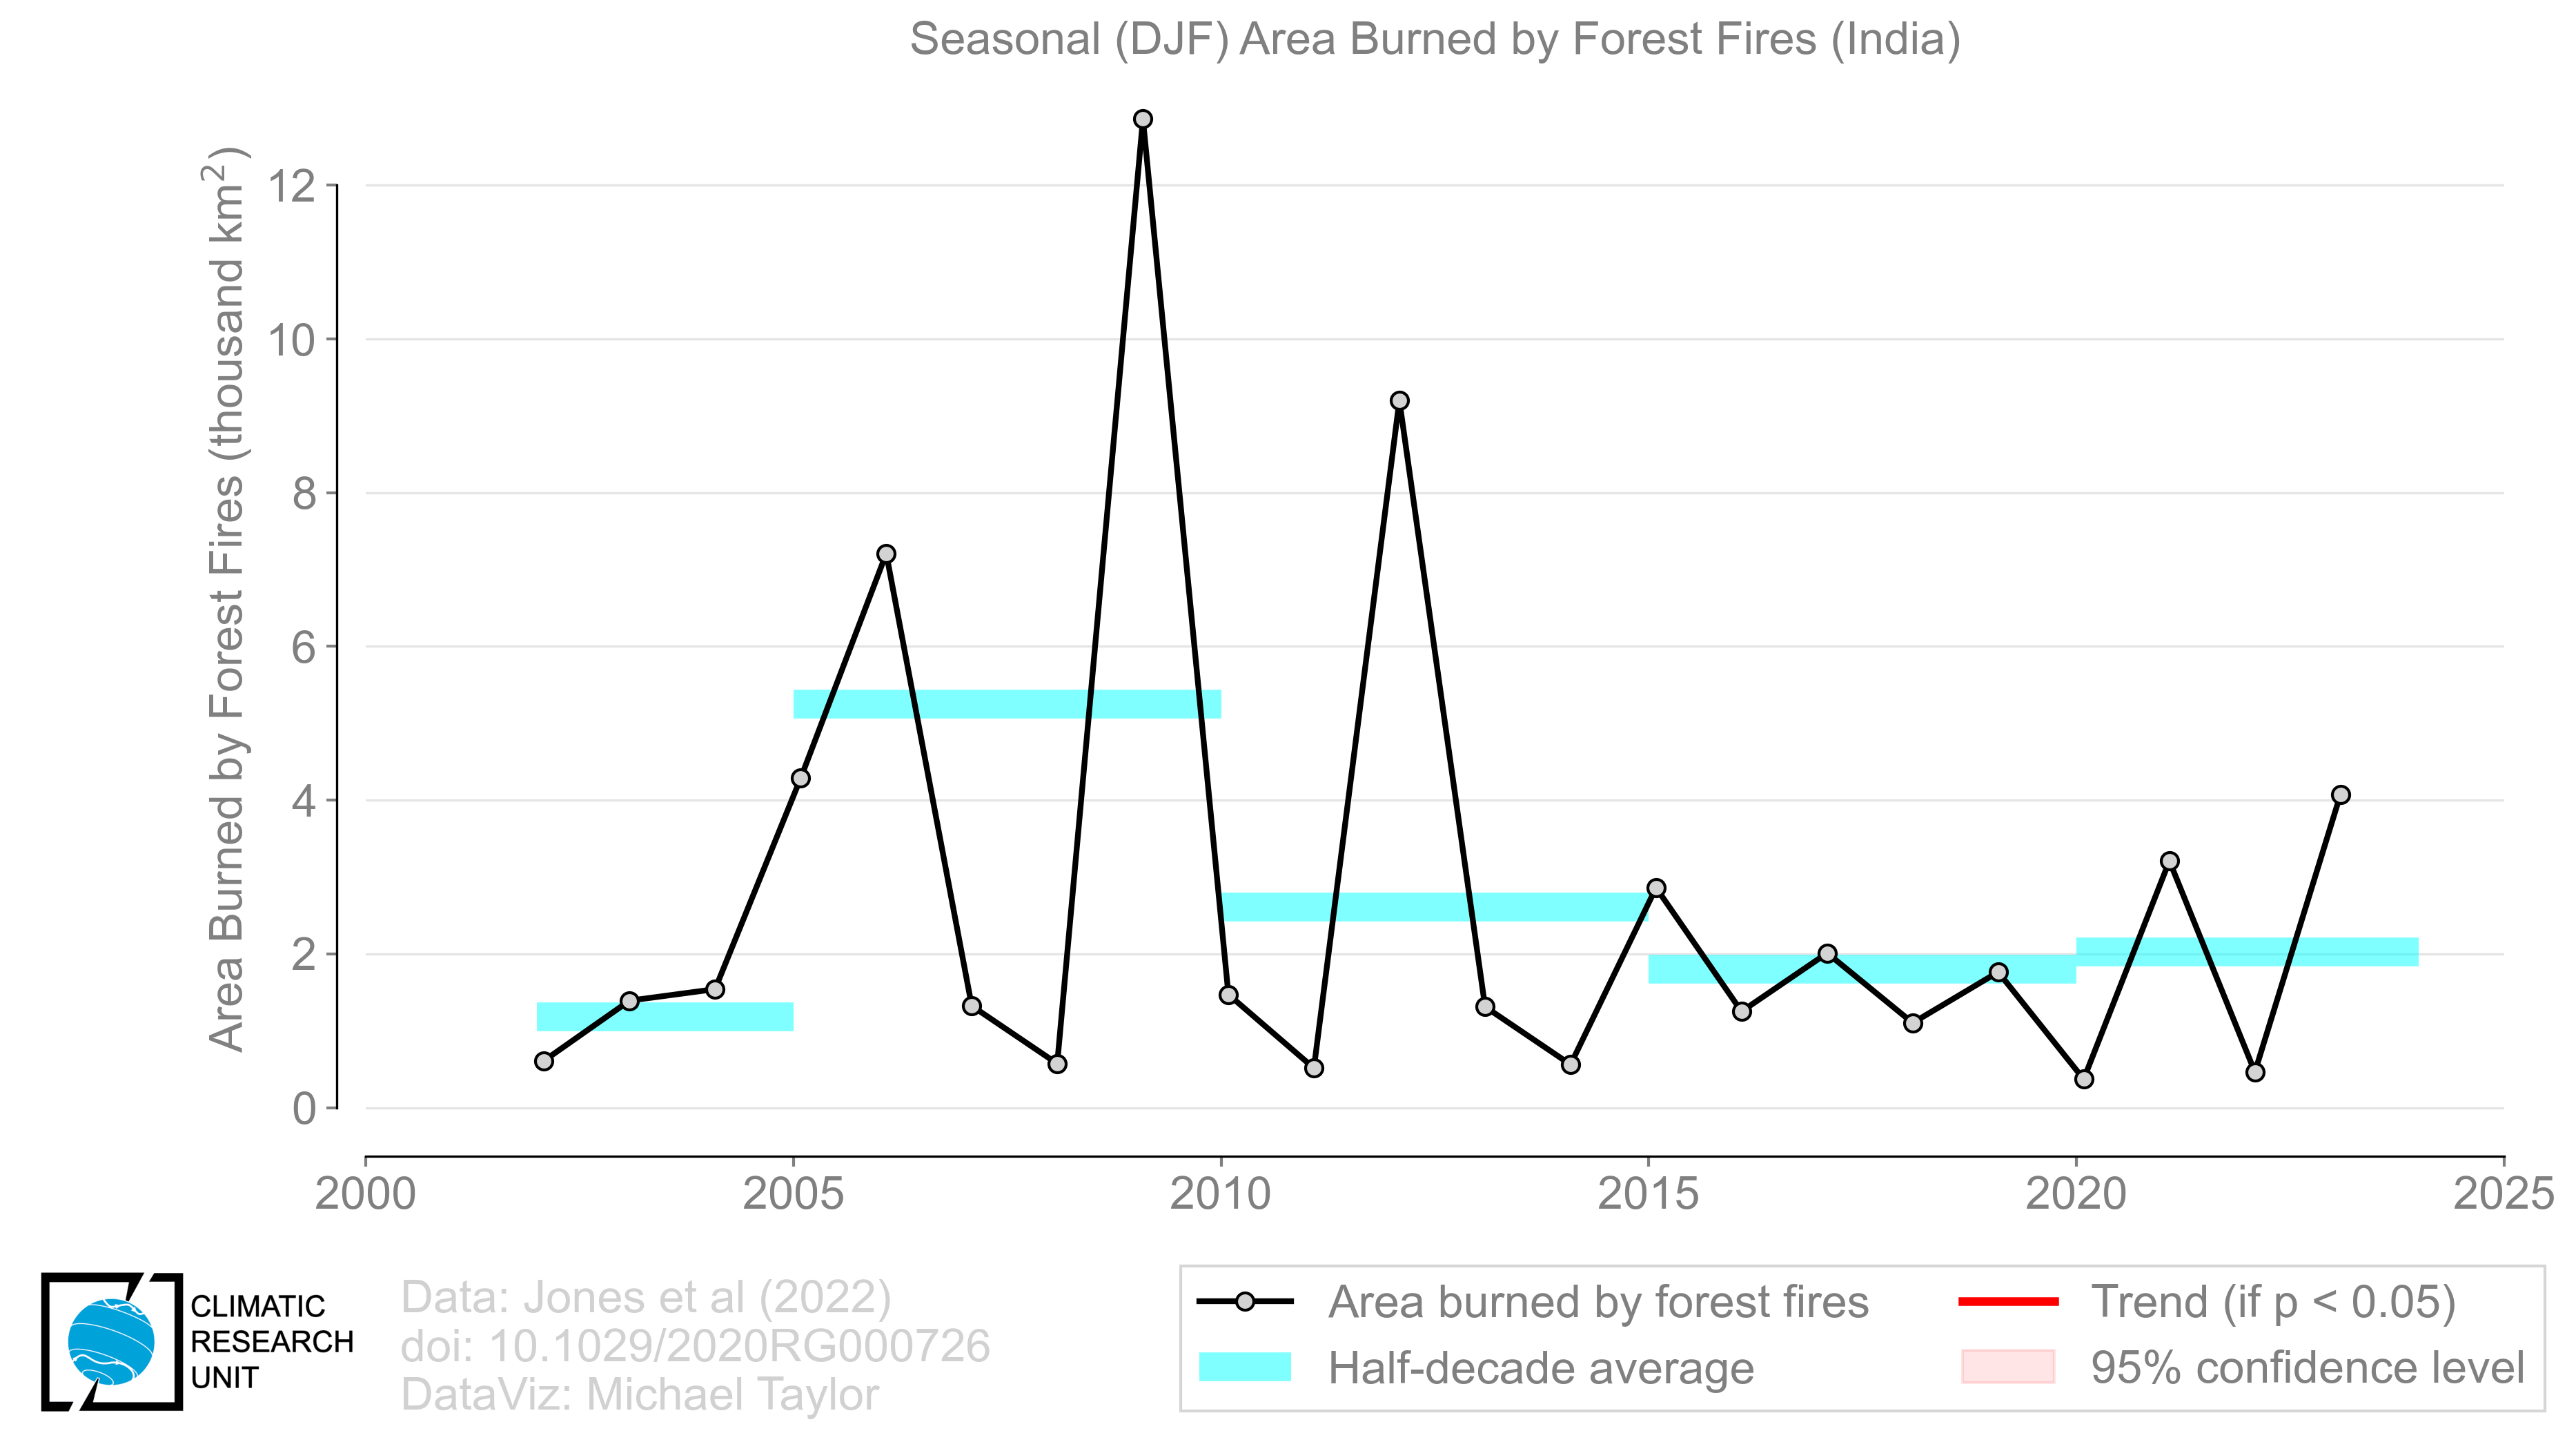 Seasonal (DJF) Area Burned by Forest Fires (India)
Area Burned by Forest Fires (thousand km²)
12
10
8
6
4
2
0
2000 2005 2010 2015 2020 2025
CLIMATIC
RESEARCH
UNIT
Data: Jones et al (2022)
doi: 10.1029/2020RG000726
DataViz: Michael Taylor
Area burned by forest fires
Half-decade average
Trend (if p < 0.05)
95% confidence level